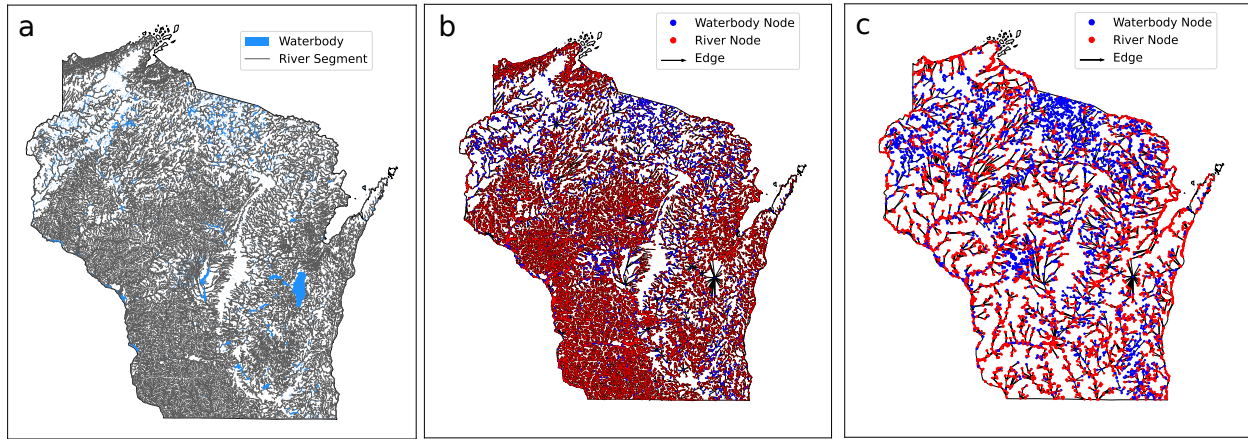 a
Waterbody
River Segment
b
Waterbody Node
River Node
Edge
c
Waterbody Node
River Node
Edge